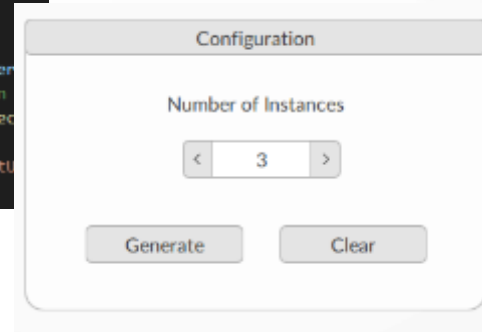 Configuration
Number of Instances
< 3 >
Generate Clear